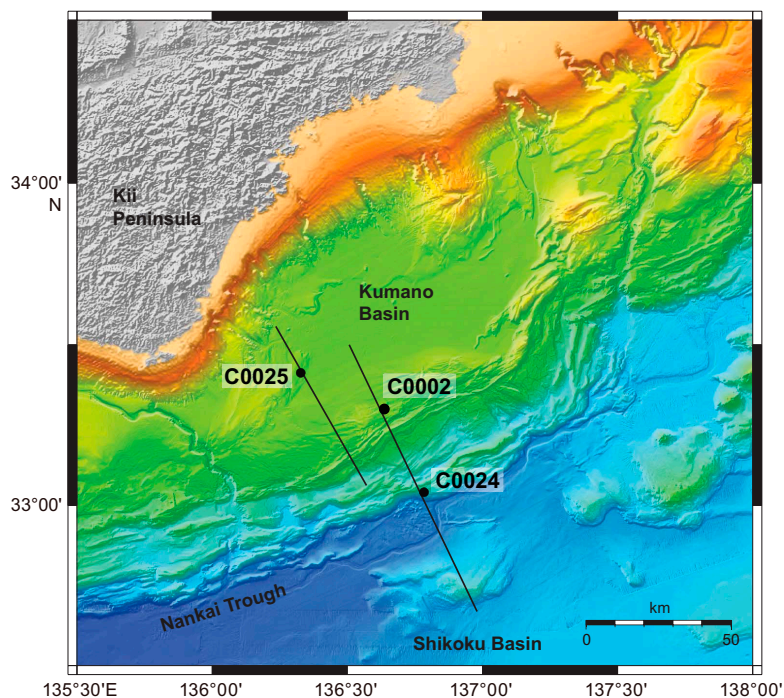 34°00'
N
Kii
Peninsula
Kumano
Basin
C0025
C0002
C0024
33°00'
Nankai Trough
km
0
50
Shikoku Basin
135°30'E
136°00'
136°30'
137°00'
137°30'
138°00'